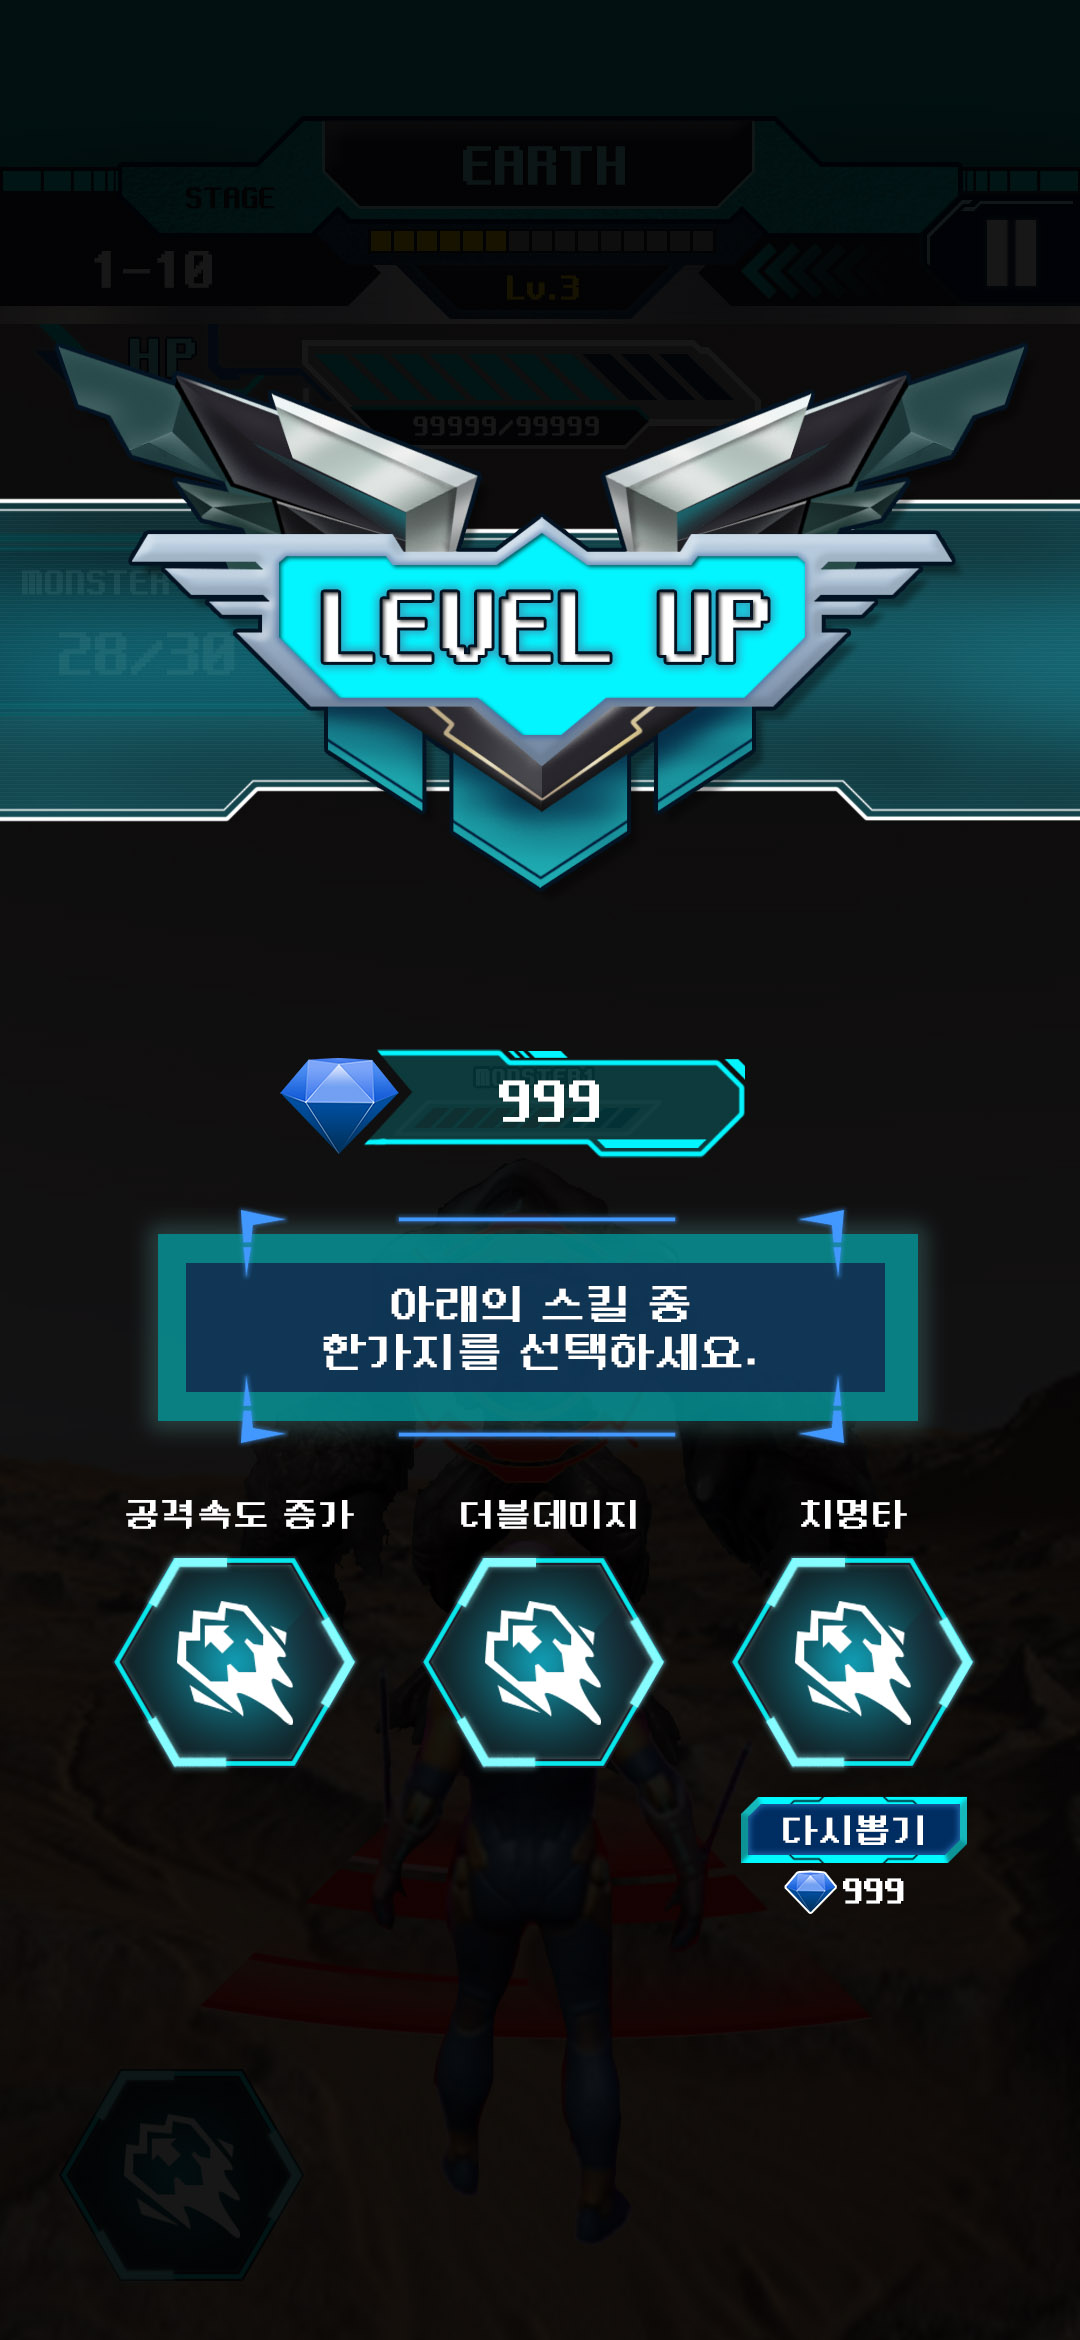 EARTH
STAGE
1-10
Lv.3
HP
99999/99999
MONSTER
28/30
LEVEL UP
MONSTER1
999
아래의 스킬 중
한가지를 선택하세요.
공격속도 증가
더블데미지
치명타
다시뽑기
999